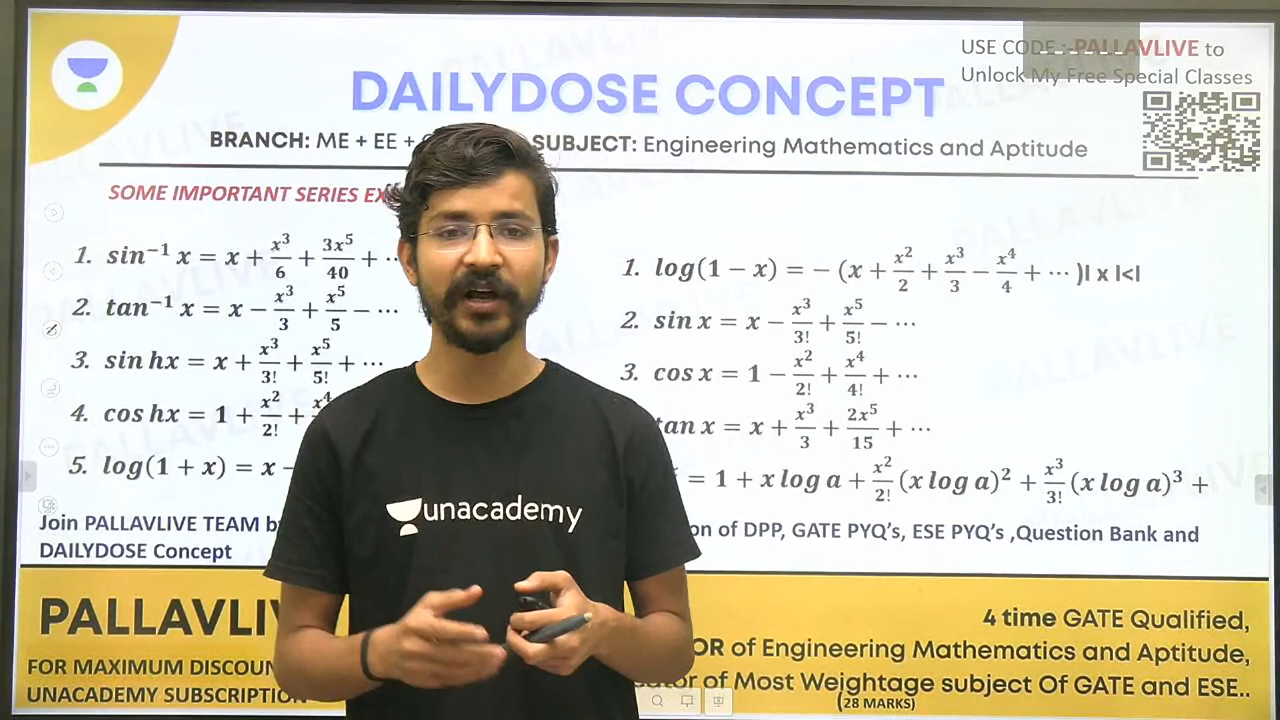 USE CODE :-PALLAVLIVE to
Unlock My Free Special Classes
DAILYDOSE CONCEPT
BRANCH: ME + EE +
SUBJECT: Engineering Mathematics and Aptitude
SOME IMPORTANT SERIES
1. sin⁻¹ x = x + x³/6 + 3x⁵/40 + ⋯
2. tan⁻¹ x = x − x³/3 + x⁵/5 − ⋯
3. sin hx = x + x³/3! + x⁵/5! + ⋯
4. cos hx = 1 + x²/2! +
5. log(1 + x) = x −
1. log(1 − x) = − (x + x²/2 + x³/3 − x⁴/4 + ⋯ )| x |<|
2. sin x = x − x³/3! + x⁵/5! − ⋯
3. cos x = 1 − x²/2! + x⁴/4! + ⋯
tan x = x + x³/3 + 2x⁵/15 + ⋯
= 1 + x log a + x²/2! (x log a)² + x³/3! (x log a)³ +
Join PALLAVLIVE TEAM
of DPP, GATE PYQ’s, ESE PYQ’s ,Question Bank and
DAILYDOSE Concept
unacademy
PALLAVLIV
FOR MAXIMUM
UNACADEMY SUBSCRIPTION
4 time GATE Qualified,
OR of Engineering Mathematics and Aptitude,
of Most Weightage subject Of GATE and ESE..
(28 MARKS)